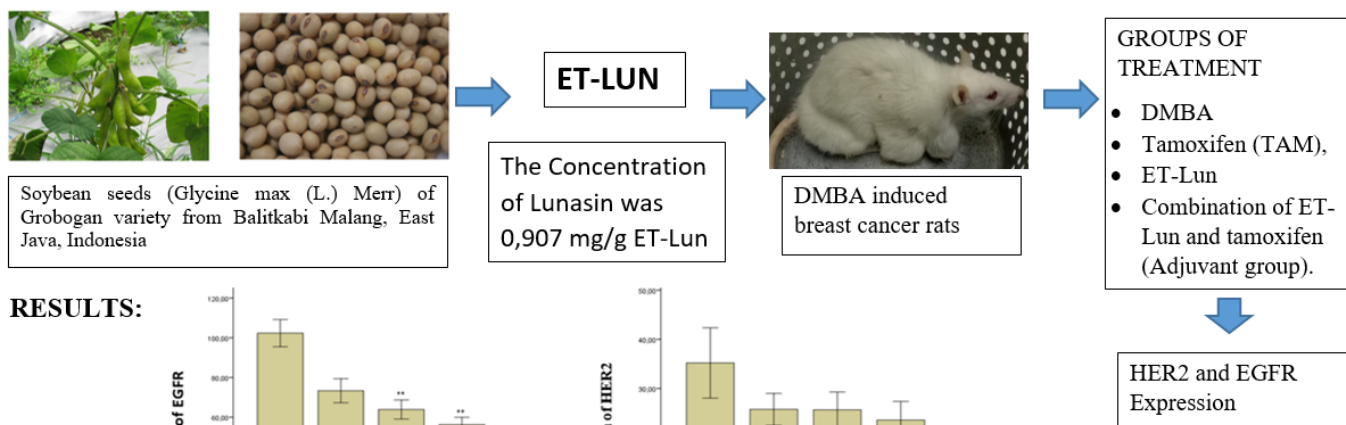 Soybean seeds (Glycine max (L.) Merr) of
Grobogan variety from Balitkabi Malang, East
Java, Indonesia
ET-LUN
The Concentration
of Lunasin was
0,907 mg/g ET-Lun
DMBA induced
breast cancer rats
GROUPS OF
TREATMENT
• DMBA
• Tamoxifen (TAM),
• ET-Lun
• Combination of ET-
Lun and tamoxifen
(Adjuvant group).
HER2 and EGFR
Expression
RESULTS:
of EGFR
120,00
100,00
80,00
60,00
**
**
of HER2
50,00
40,00
30,00